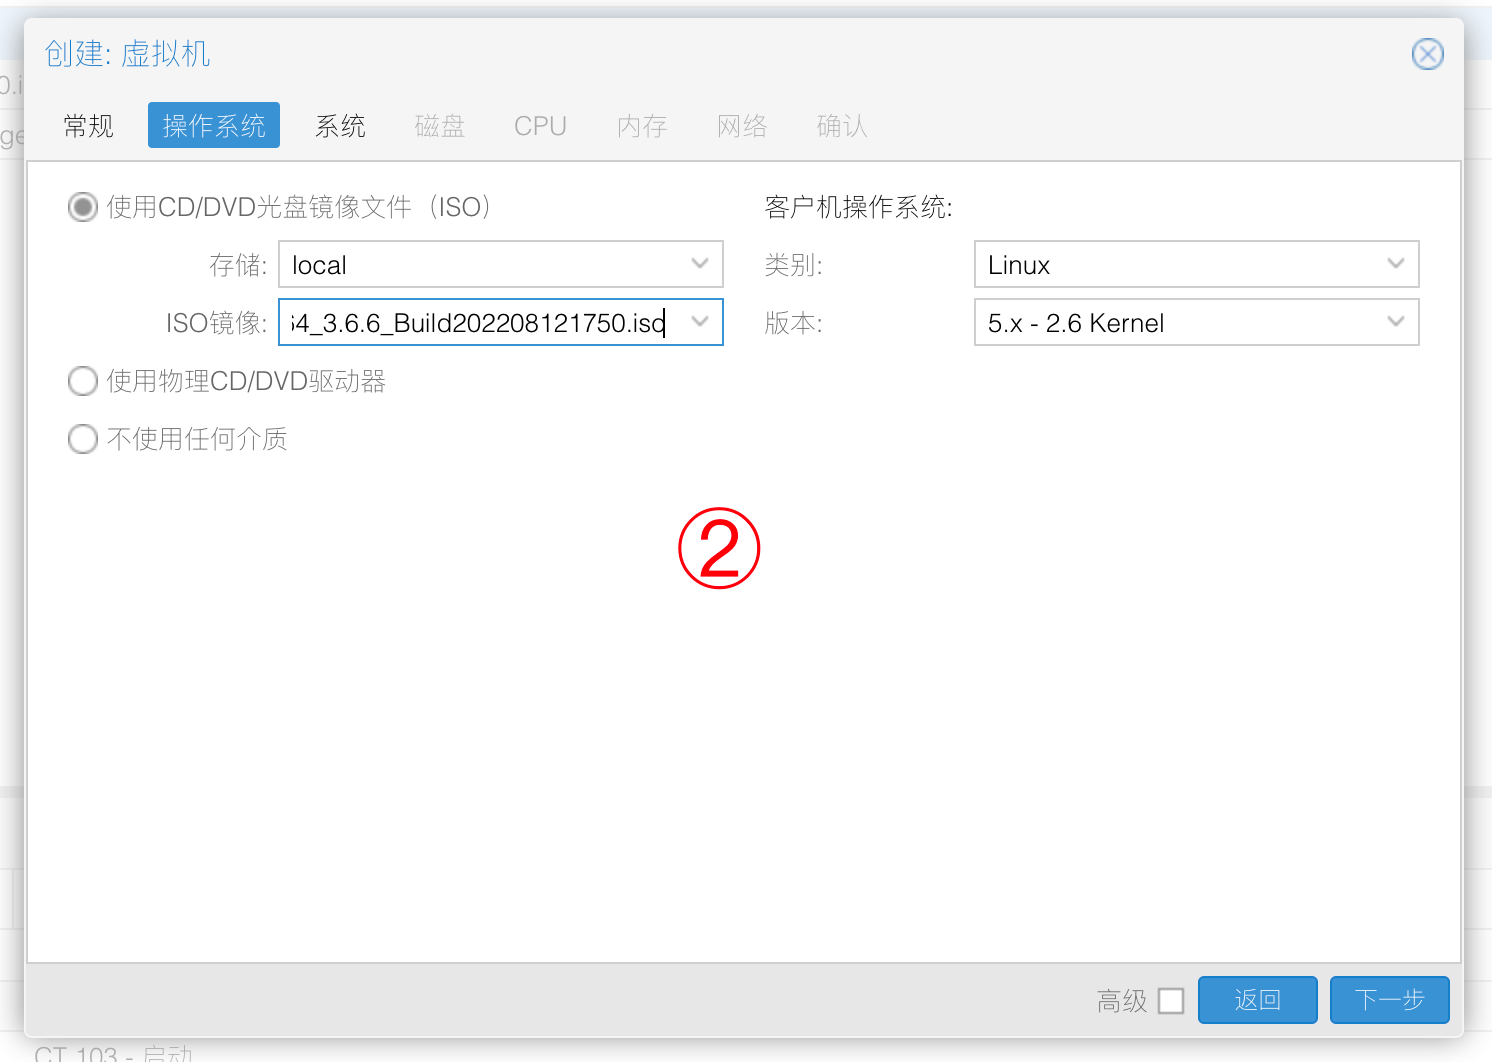 创建: 虚拟机
常规 操作系统 系统 磁盘 CPU 内存 网络 确认
使用CD/DVD光盘镜像文件（ISO）
存储: local
ISO镜像: 64_3.6.6_Build202208121750.iso
使用物理CD/DVD驱动器
不使用任何介质
客户机操作系统:
类别: Linux
版本: 5.x - 2.6 Kernel
②
高级 返回 下一步
CT 103 - 启动